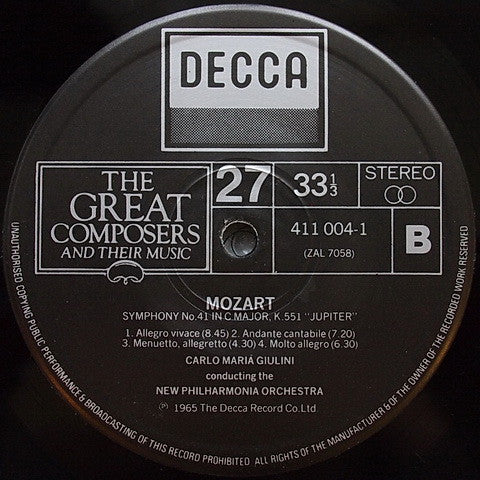 DECCA
THE
GREAT
COMPOSERS
AND THEIR MUSIC
27
33 1/3
STEREO
411 004-1
(ZAL 7058)
B
MOZART
SYMPHONY No.41 IN C MAJOR, K.551 "JUPITER"
1. Allegro vivace (8.45) 2. Andante cantabile (7.20)
3. Menuetto, allegretto (4.30) 4. Molto allegro (6.30)
CARLO MARIA GIULINI
conducting the
NEW PHILHARMONIA ORCHESTRA
Ⓟ 1965 The Decca Record Co.Ltd
UNAUTHORISED COPYING PUBLIC PERFORMANCE & BROADCASTING OF THIS RECORD PROHIBITED. ALL RIGHTS OF THE MANUFACTURER & OF THE OWNER OF THE RECORDED WORK RESERVED